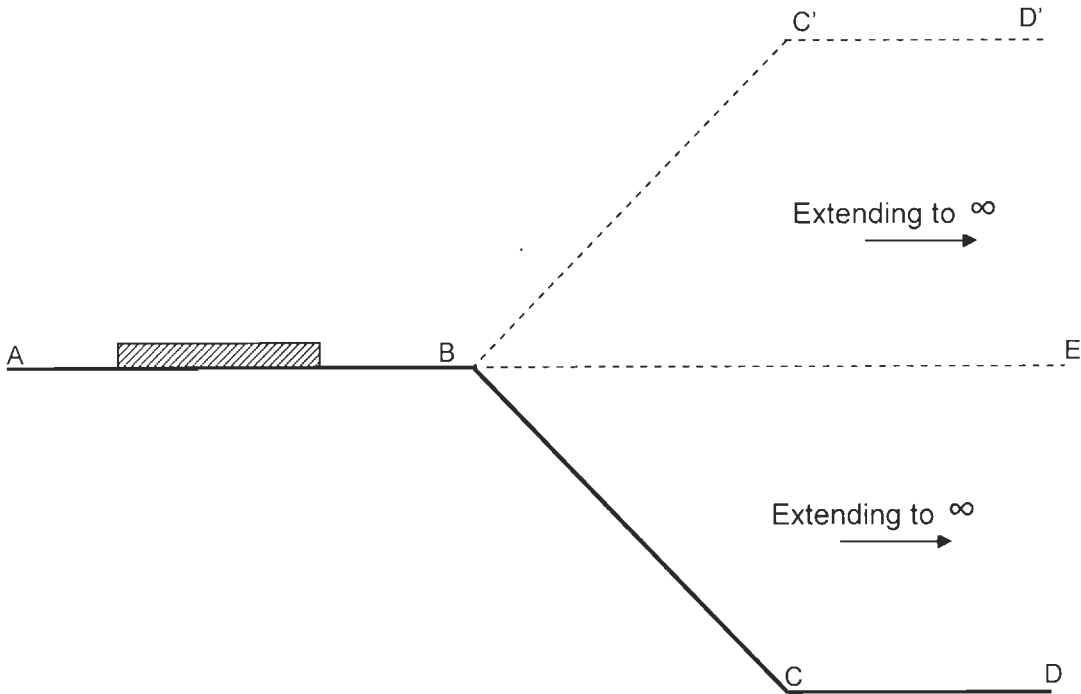 C' D'
Extending to ∞
A B E
Extending to ∞
C D